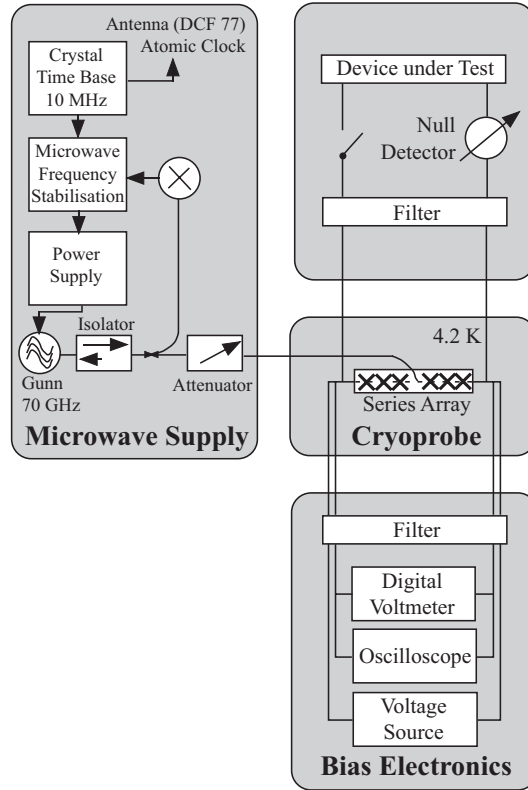 Antenna (DCF 77)
Atomic Clock
Crystal
Time Base
10 MHz
Microwave
Frequency
Stabilisation
Power
Supply
Isolator
Gunn
70 GHz
Attenuator
Microwave Supply
Device under Test
Null
Detector
Filter
4.2 K
Series Array
Cryoprobe
Filter
Digital
Voltmeter
Oscilloscope
Voltage
Source
Bias Electronics